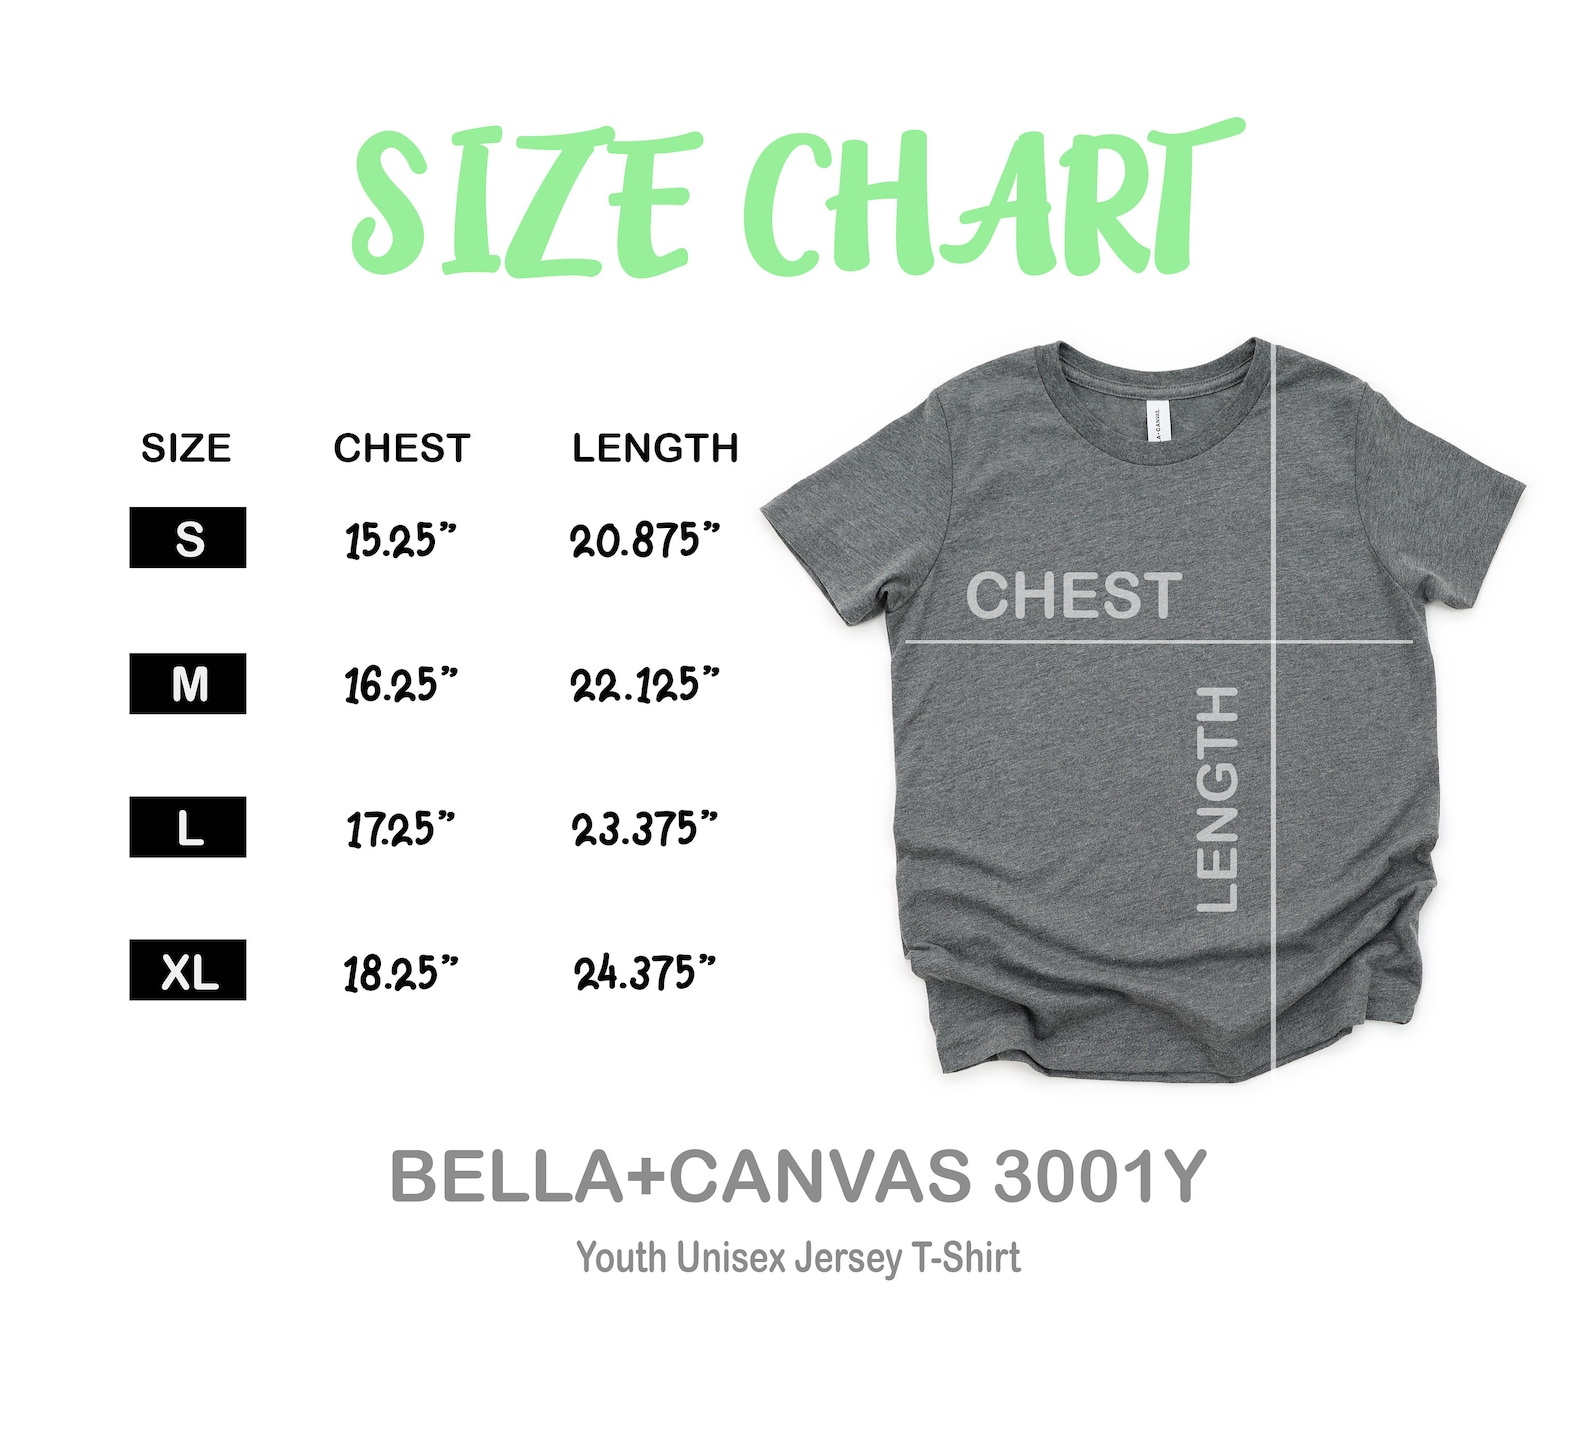 SIZE CHART
SIZE CHEST LENGTH
S 15.25” 20.875”
M 16.25” 22.125”
L 17.25” 23.375”
XL 18.25” 24.375”
CHEST
LENGTH
BELLA+CANVAS 3001Y
Youth Unisex Jersey T-Shirt